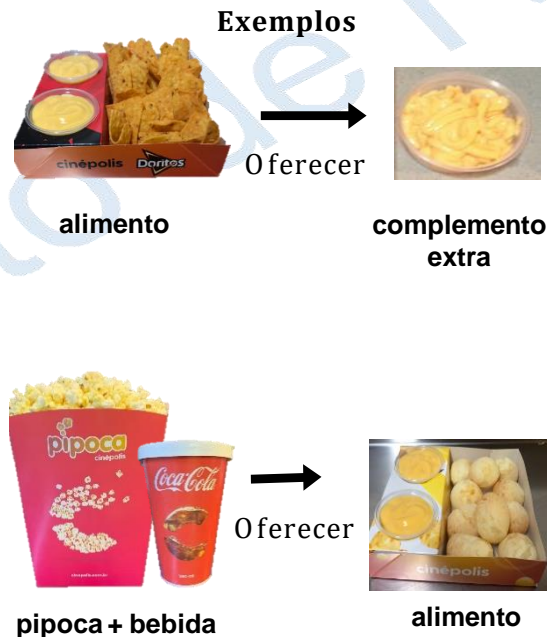 Exemplos
cinépolis Doritos
Oferecer
alimento
complemento
extra
pipoca
cinépolis
Coca-Cola
Oferecer
cinépolis
pipoca + bebida
alimento